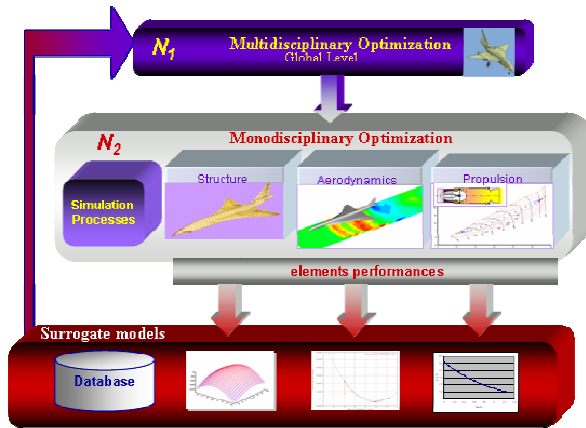 N1 Multidisciplinary Optimization
Global Level
N2 Monodisciplinary Optimization
Structure
Aerodynamics
Propulsion
Simulation
Processes
elements performances
Surrogate models
Database